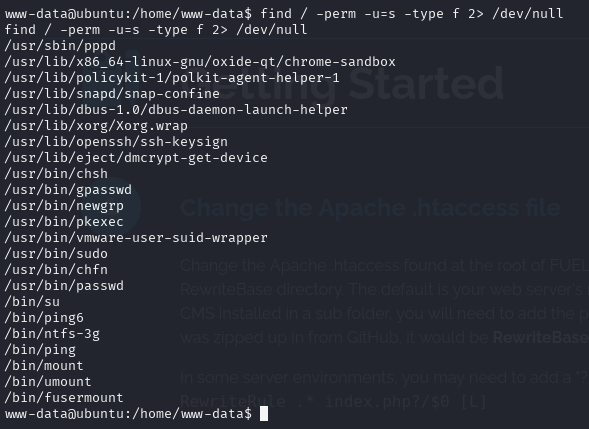 www-data@ubuntu:/home/www-data$ find / -perm -u=s -type f 2> /dev/null
find / -perm -u=s -type f 2> /dev/null
/usr/sbin/pppd
/usr/lib/x86_64-linux-gnu/oxide-qt/chrome-sandbox
/usr/lib/policykit-1/polkit-agent-helper-1
/usr/lib/snapd/snap-confine
Getting Started
/usr/lib/dbus-1.0/dbus-daemon-launch-helper
/usr/lib/xorg/Xorg.wrap
/usr/lib/openssh/ssh-keysign
/usr/lib/eject/dmcrypt-get-device
/usr/bin/chsh
/usr/bin/gpasswd
/usr/bin/newgrp
Change the Apache .htaccess file
/usr/bin/pkexec
/usr/bin/vmware-user-suid-wrapper
/usr/bin/sudo
/usr/bin/chfn
Change the Apache .htaccess found at the root of FUEL
/usr/bin/passwd
RewriteBase directory. The default is your web server's
/bin/su
CMS installed in a sub folder, you will need to add the
/bin/ping6
/bin/ntfs-3g
was zipped up in from GitHub, it would be RewriteBase
/bin/ping
/bin/mount
In some server environments, you may need to add a "?
/bin/umount
RewriteRule .* index.php?/$0 [L]
/bin/fusermount
www-data@ubuntu:/home/www-data$